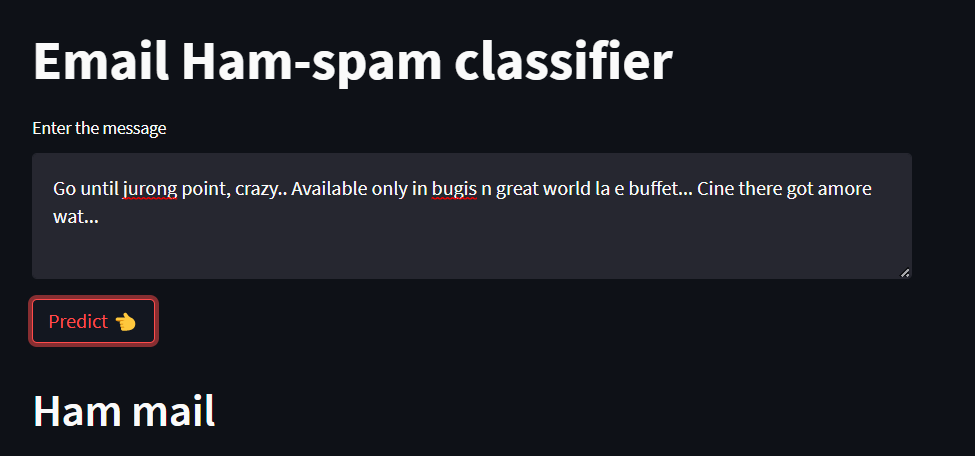 Email Ham-spam classifier
Enter the message
Go until jurong point, crazy.. Available only in bugis n great world la e buffet... Cine there got amore
wat...
Predict 👈
Ham mail